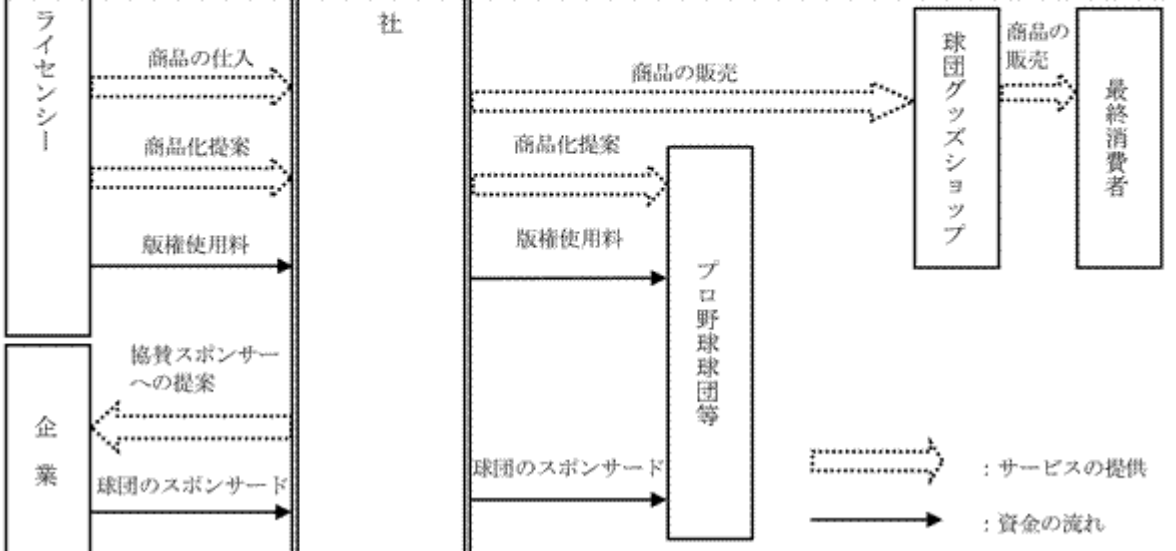 ライセンシー
社
商品の仕入
商品化提案
版権使用料
商品の販売
商品化提案
版権使用料
球団グッズショップ
商品の
販売
最終消費者
プロ野球球団等
企業
協賛スポンサー
への提案
球団のスポンサード
球団のスポンサード
：サービスの提供
：資金の流れ